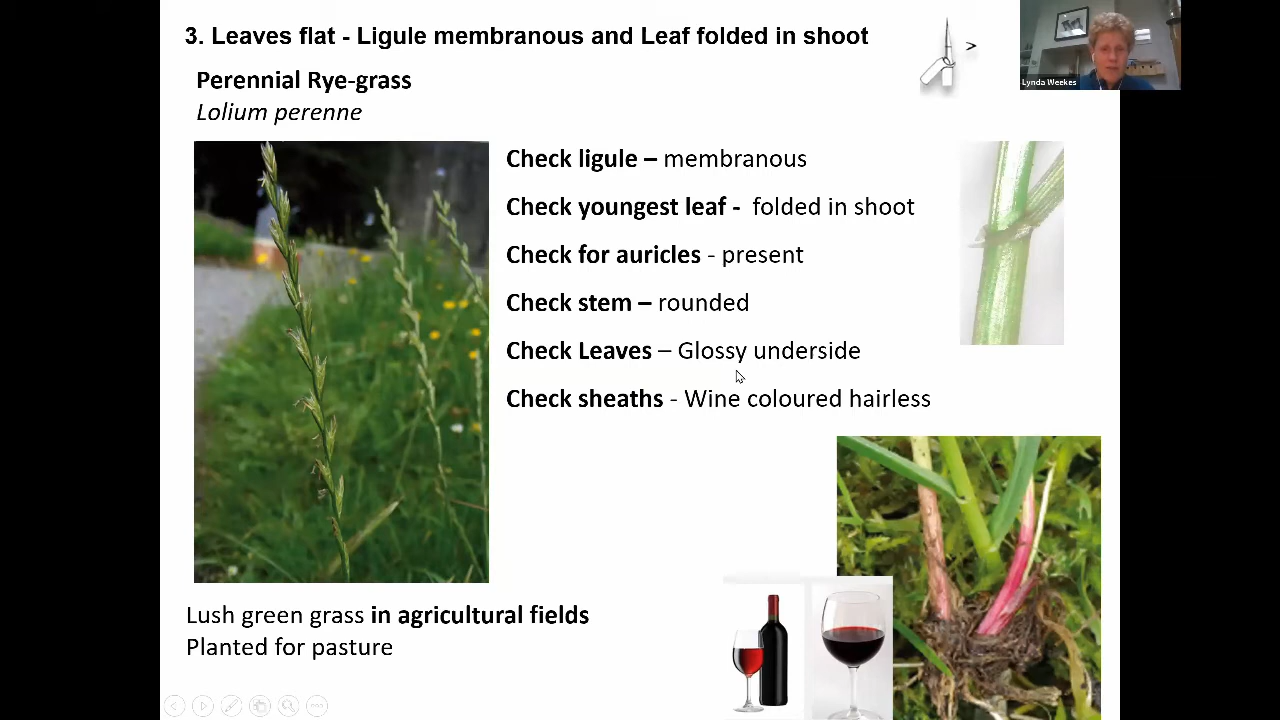 3. Leaves flat - Ligule membranous and Leaf folded in shoot
>
Lynda Weekes
Perennial Rye-grass
Lolium perenne
Check ligule – membranous
Check youngest leaf - folded in shoot
Check for auricles - present
Check stem – rounded
Check Leaves – Glossy underside
Check sheaths - Wine coloured hairless
Lush green grass in agricultural fields
Planted for pasture